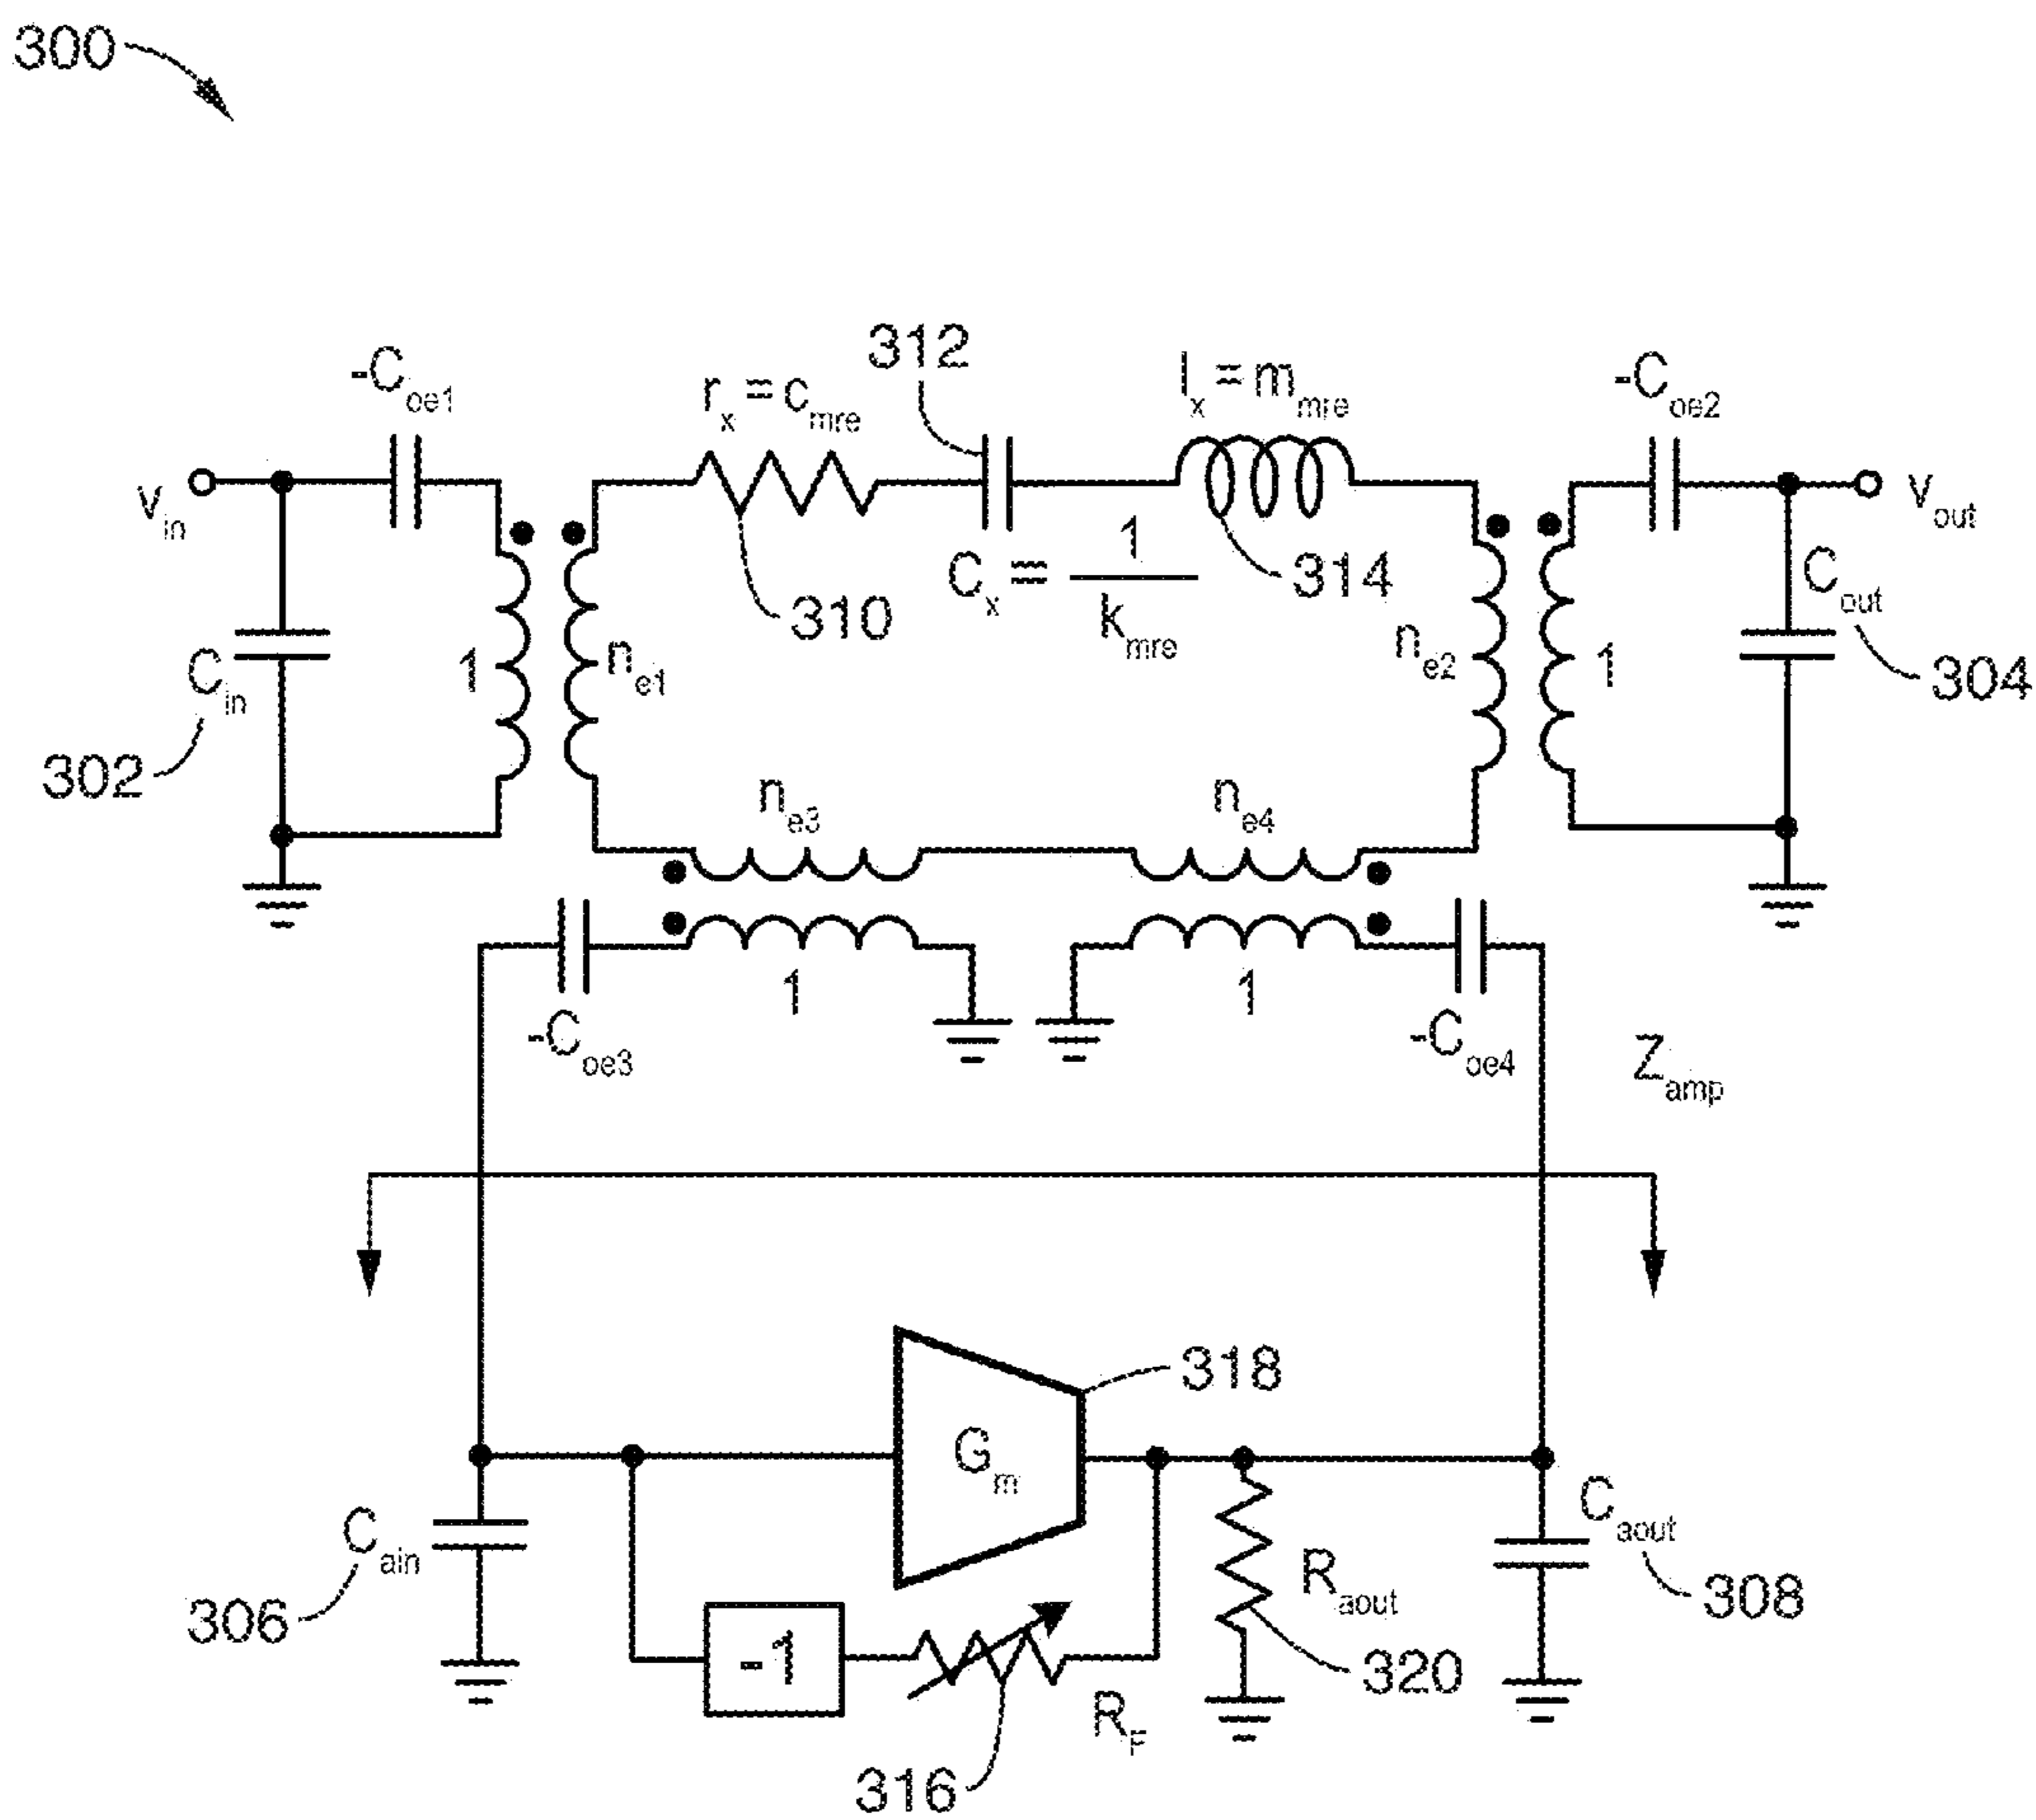 300
312
-C_oe1
r_x = c_mre
l_x = m_mre
-C_oe2
v_in
v_out
C_x = 1/k_mre
310
314
C_in
1
n_e1
n_e2
1
C_out
304
302
n_e3
n_e4
1
1
-C_oe3
-C_oe4
Z_amp
318
G_m
C_ain
306
-1
R_F
316
R_aout
320
C_aout
308